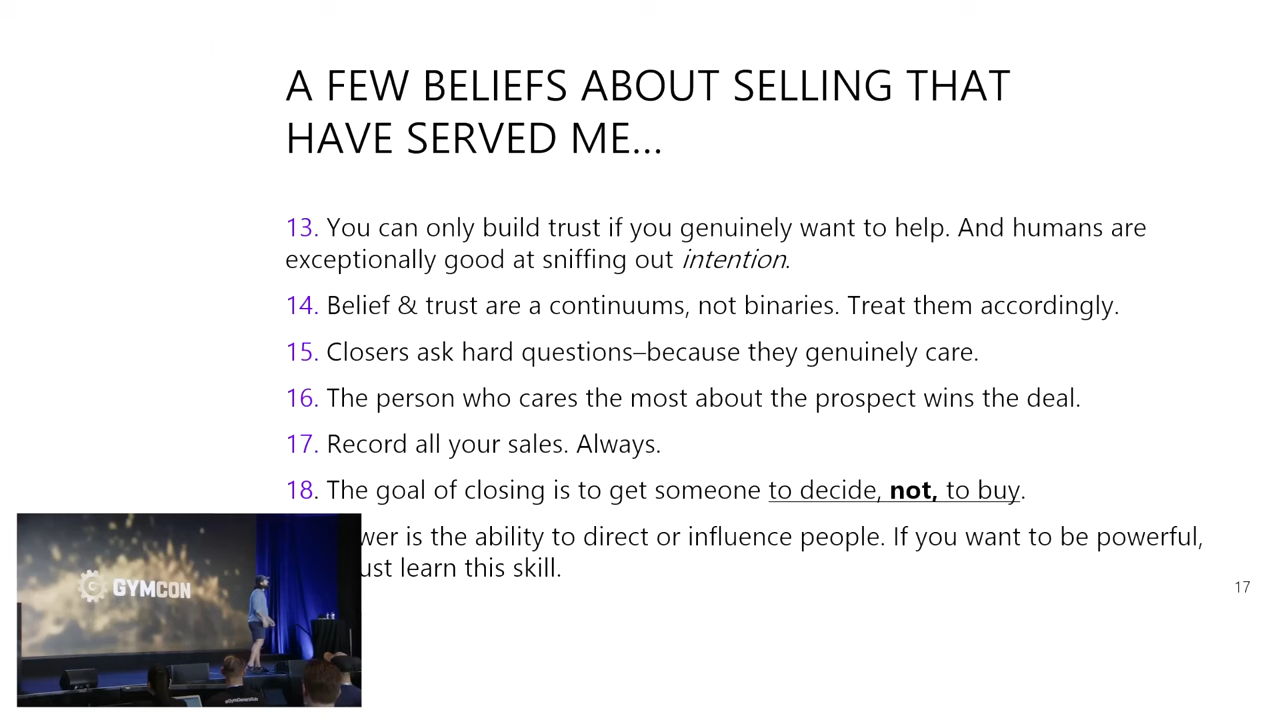 A FEW BELIEFS ABOUT SELLING THAT
HAVE SERVED ME...
13. You can only build trust if you genuinely want to help. And humans are
exceptionally good at sniffing out intention.
14. Belief & trust are a continuums, not binaries. Treat them accordingly.
15. Closers ask hard questions–because they genuinely care.
16. The person who cares the most about the prospect wins the deal.
17. Record all your sales. Always.
18. The goal of closing is to get someone to decide, not, to buy.
wer is the ability to direct or influence people. If you want to be powerful,
ust learn this skill.
17
GYMCON